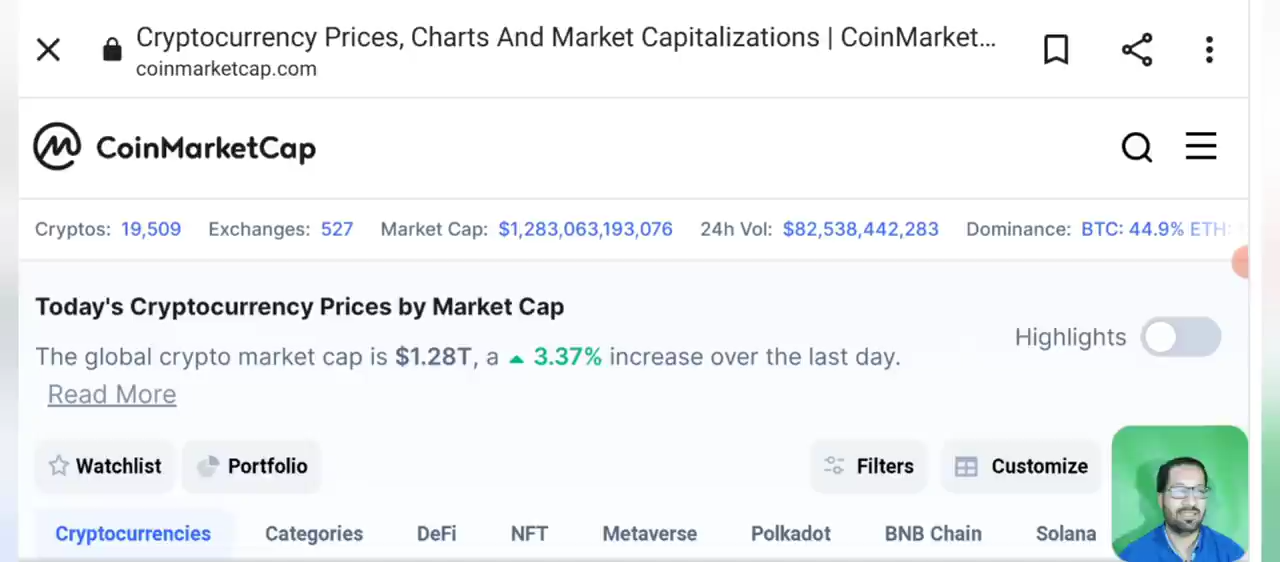 Cryptocurrency Prices, Charts And Market Capitalizations | CoinMarket...
coinmarketcap.com
CoinMarketCap
Cryptos: 19,509 Exchanges: 527 Market Cap: $1,283,063,193,076 24h Vol: $82,538,442,283 Dominance: BTC: 44.9% ETH:
Today's Cryptocurrency Prices by Market Cap
The global crypto market cap is $1.28T, a 3.37% increase over the last day.
Read More
Highlights
Watchlist Portfolio Filters Customize
Cryptocurrencies Categories DeFi NFT Metaverse Polkadot BNB Chain Solana